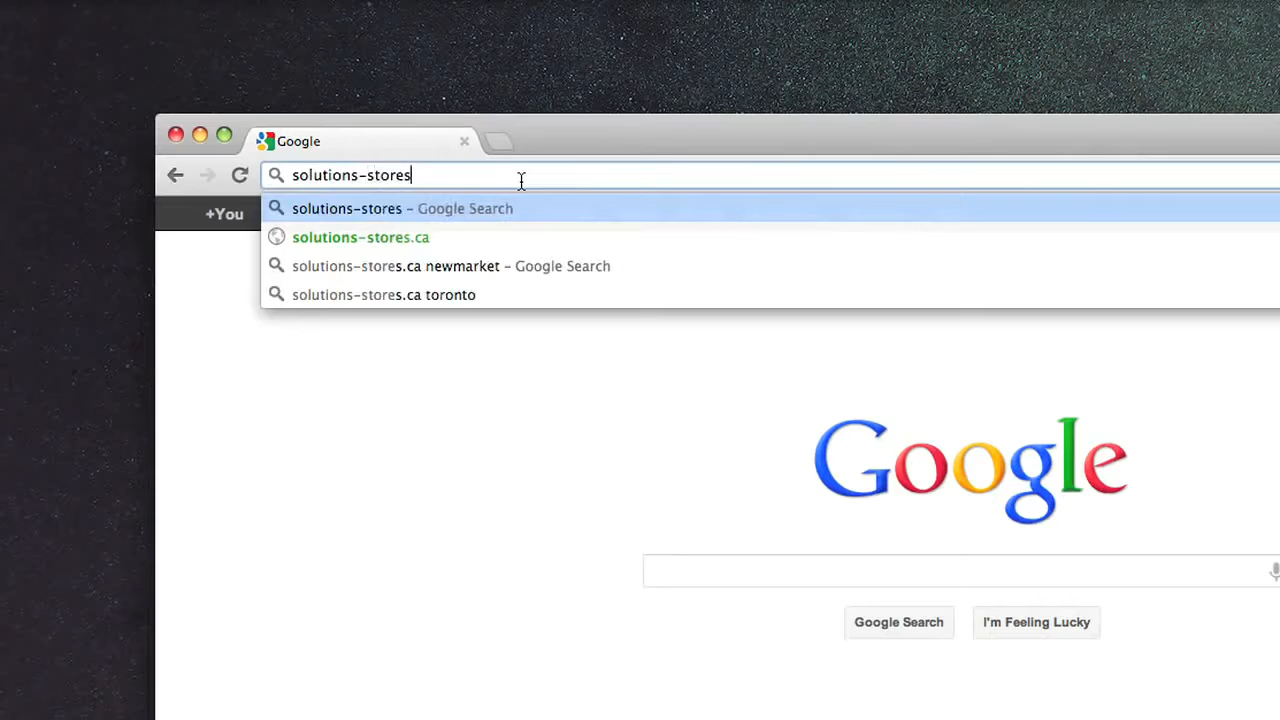 Google
solutions-stores
+You
solutions-stores – Google Search
solutions-stores.ca
solutions-stores.ca newmarket – Google Search
solutions-stores.ca toronto
Google
Google Search
I'm Feeling Lucky